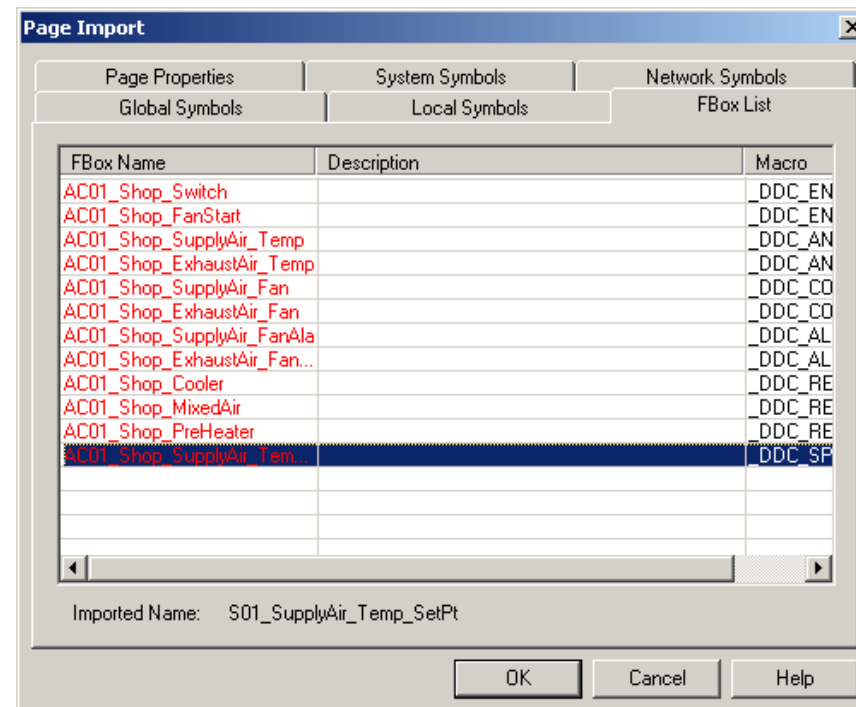 Page Import
Page Properties System Symbols Network Symbols
Global Symbols Local Symbols FBox List
FBox Name Description Macro
AC01_Shop_Switch _DDC_EN
AC01_Shop_FanStart _DDC_EN
AC01_Shop_SupplyAir_Temp _DDC_AN
AC01_Shop_ExhaustAir_Temp _DDC_AN
AC01_Shop_SupplyAir_Fan _DDC_CO
AC01_Shop_ExhaustAir_Fan _DDC_CO
AC01_Shop_SupplyAir_FanAla _DDC_AL
AC01_Shop_ExhaustAir_Fan... _DDC_AL
AC01_Shop_Cooler _DDC_RE
AC01_Shop_MixedAir _DDC_RE
AC01_Shop_PreHeater _DDC_RE
AC01_Shop_SupplyAir_Tem... _DDC_SP
Imported Name: S01_SupplyAir_Temp_SetPt
OK Cancel Help